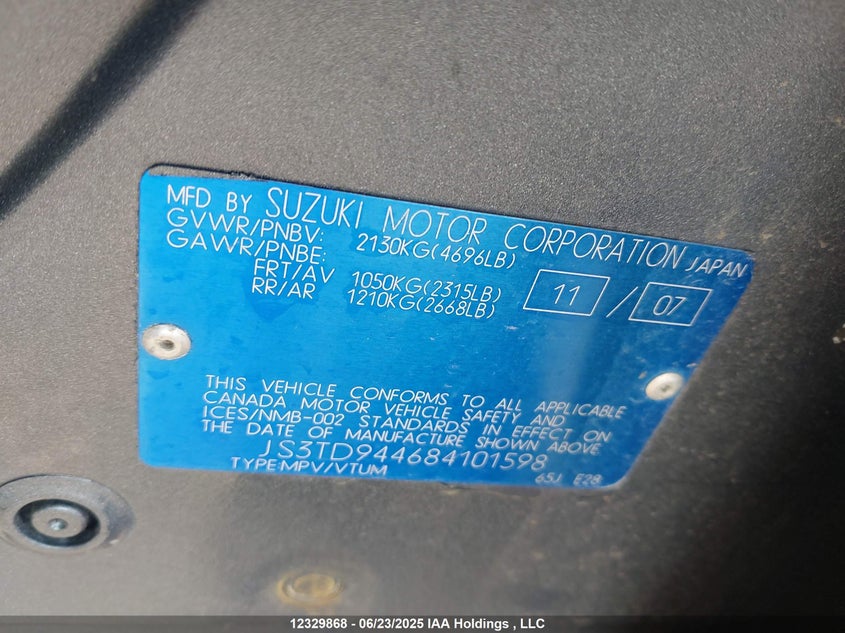 MFD BY SUZUKI MOTOR CORPORATION JAPAN
GVWR/PNBV: 2130KG(4696LB)
GAWR/PNBE:
FRT/AV 1050KG(2315LB) 11 / 07
RR/AR 1210KG(2668LB)
THIS VEHICLE CONFORMS TO ALL APPLICABLE
CANADA MOTOR VEHICLE SAFETY AND
ICES/NMB-002 STANDARDS IN EFFECT ON
THE DATE OF MANUFACTURE SHOWN ABOVE
JS3TD944684101598
TYPE:MPV/VTUM 65J E28
12329868 - 06/23/2025 IAA Holdings , LLC